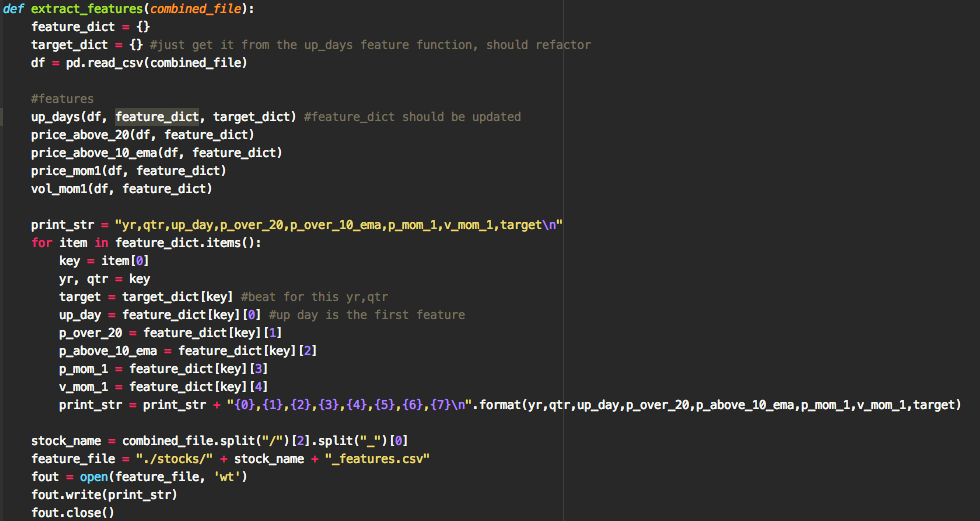 def extract_features(combined_file):
    feature_dict = {}
    target_dict = {} #just get it from the up_days feature function, should refactor
    df = pd.read_csv(combined_file)

    #features
    up_days(df, feature_dict, target_dict) #feature_dict should be updated
    price_above_20(df, feature_dict)
    price_above_10_ema(df, feature_dict)
    price_mom1(df, feature_dict)
    vol_mom1(df, feature_dict)

    print_str = "yr,qtr,up_day,p_over_20,p_over_10_ema,p_mom_1,v_mom_1,target\n"
    for item in feature_dict.items():
        key = item[0]
        yr, qtr = key
        target = target_dict[key] #beat for this yr,qtr
        up_day = feature_dict[key][0] #up day is the first feature
        p_over_20 = feature_dict[key][1]
        p_above_10_ema = feature_dict[key][2]
        p_mom_1 = feature_dict[key][3]
        v_mom_1 = feature_dict[key][4]
        print_str = print_str + "{0},{1},{2},{3},{4},{5},{6},{7}\n".format(yr,qtr,up_day,p_over_20,p_above_10_ema,p_mom_1,v_mom_1,target)

    stock_name = combined_file.split("/")[2].split("_")[0]
    feature_file = "./stocks/" + stock_name + "_features.csv"
    fout = open(feature_file, 'wt')
    fout.write(print_str)
    fout.close()